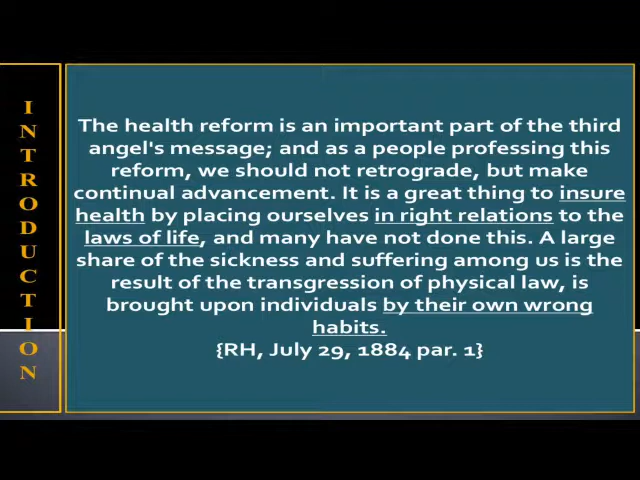 INTRODUCTION
The health reform is an important part of the third
angel's message; and as a people professing this
reform, we should not retrograde, but make
continual advancement. It is a great thing to insure
health by placing ourselves in right relations to the
laws of life, and many have not done this. A large
share of the sickness and suffering among us is the
result of the transgression of physical law, is
brought upon individuals by their own wrong
habits.
{RH, July 29, 1884 par. 1}